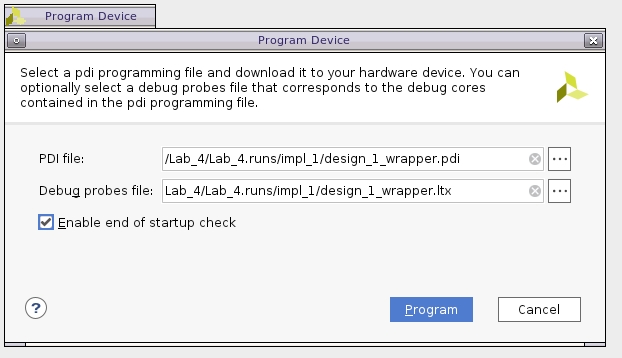 Program Device
Program Device
Select a pdi programming file and download it to your hardware device. You can
optionally select a debug probes file that corresponds to the debug cores
contained in the pdi programming file.
PDI file: /Lab_4/Lab_4.runs/impl_1/design_1_wrapper.pdi
Debug probes file: Lab_4/Lab_4.runs/impl_1/design_1_wrapper.ltx
Enable end of startup check
? Program Cancel